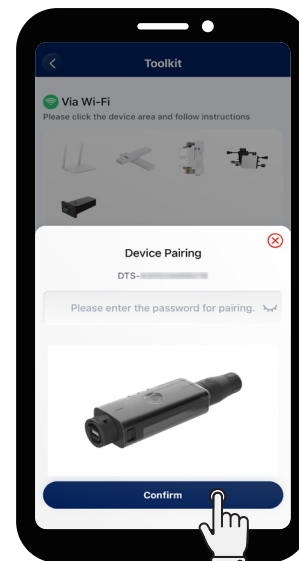 Toolkit
Via Wi-Fi
Please click the device area and follow instructions
Device Pairing
DTS-
Please enter the password for pairing.
Confirm